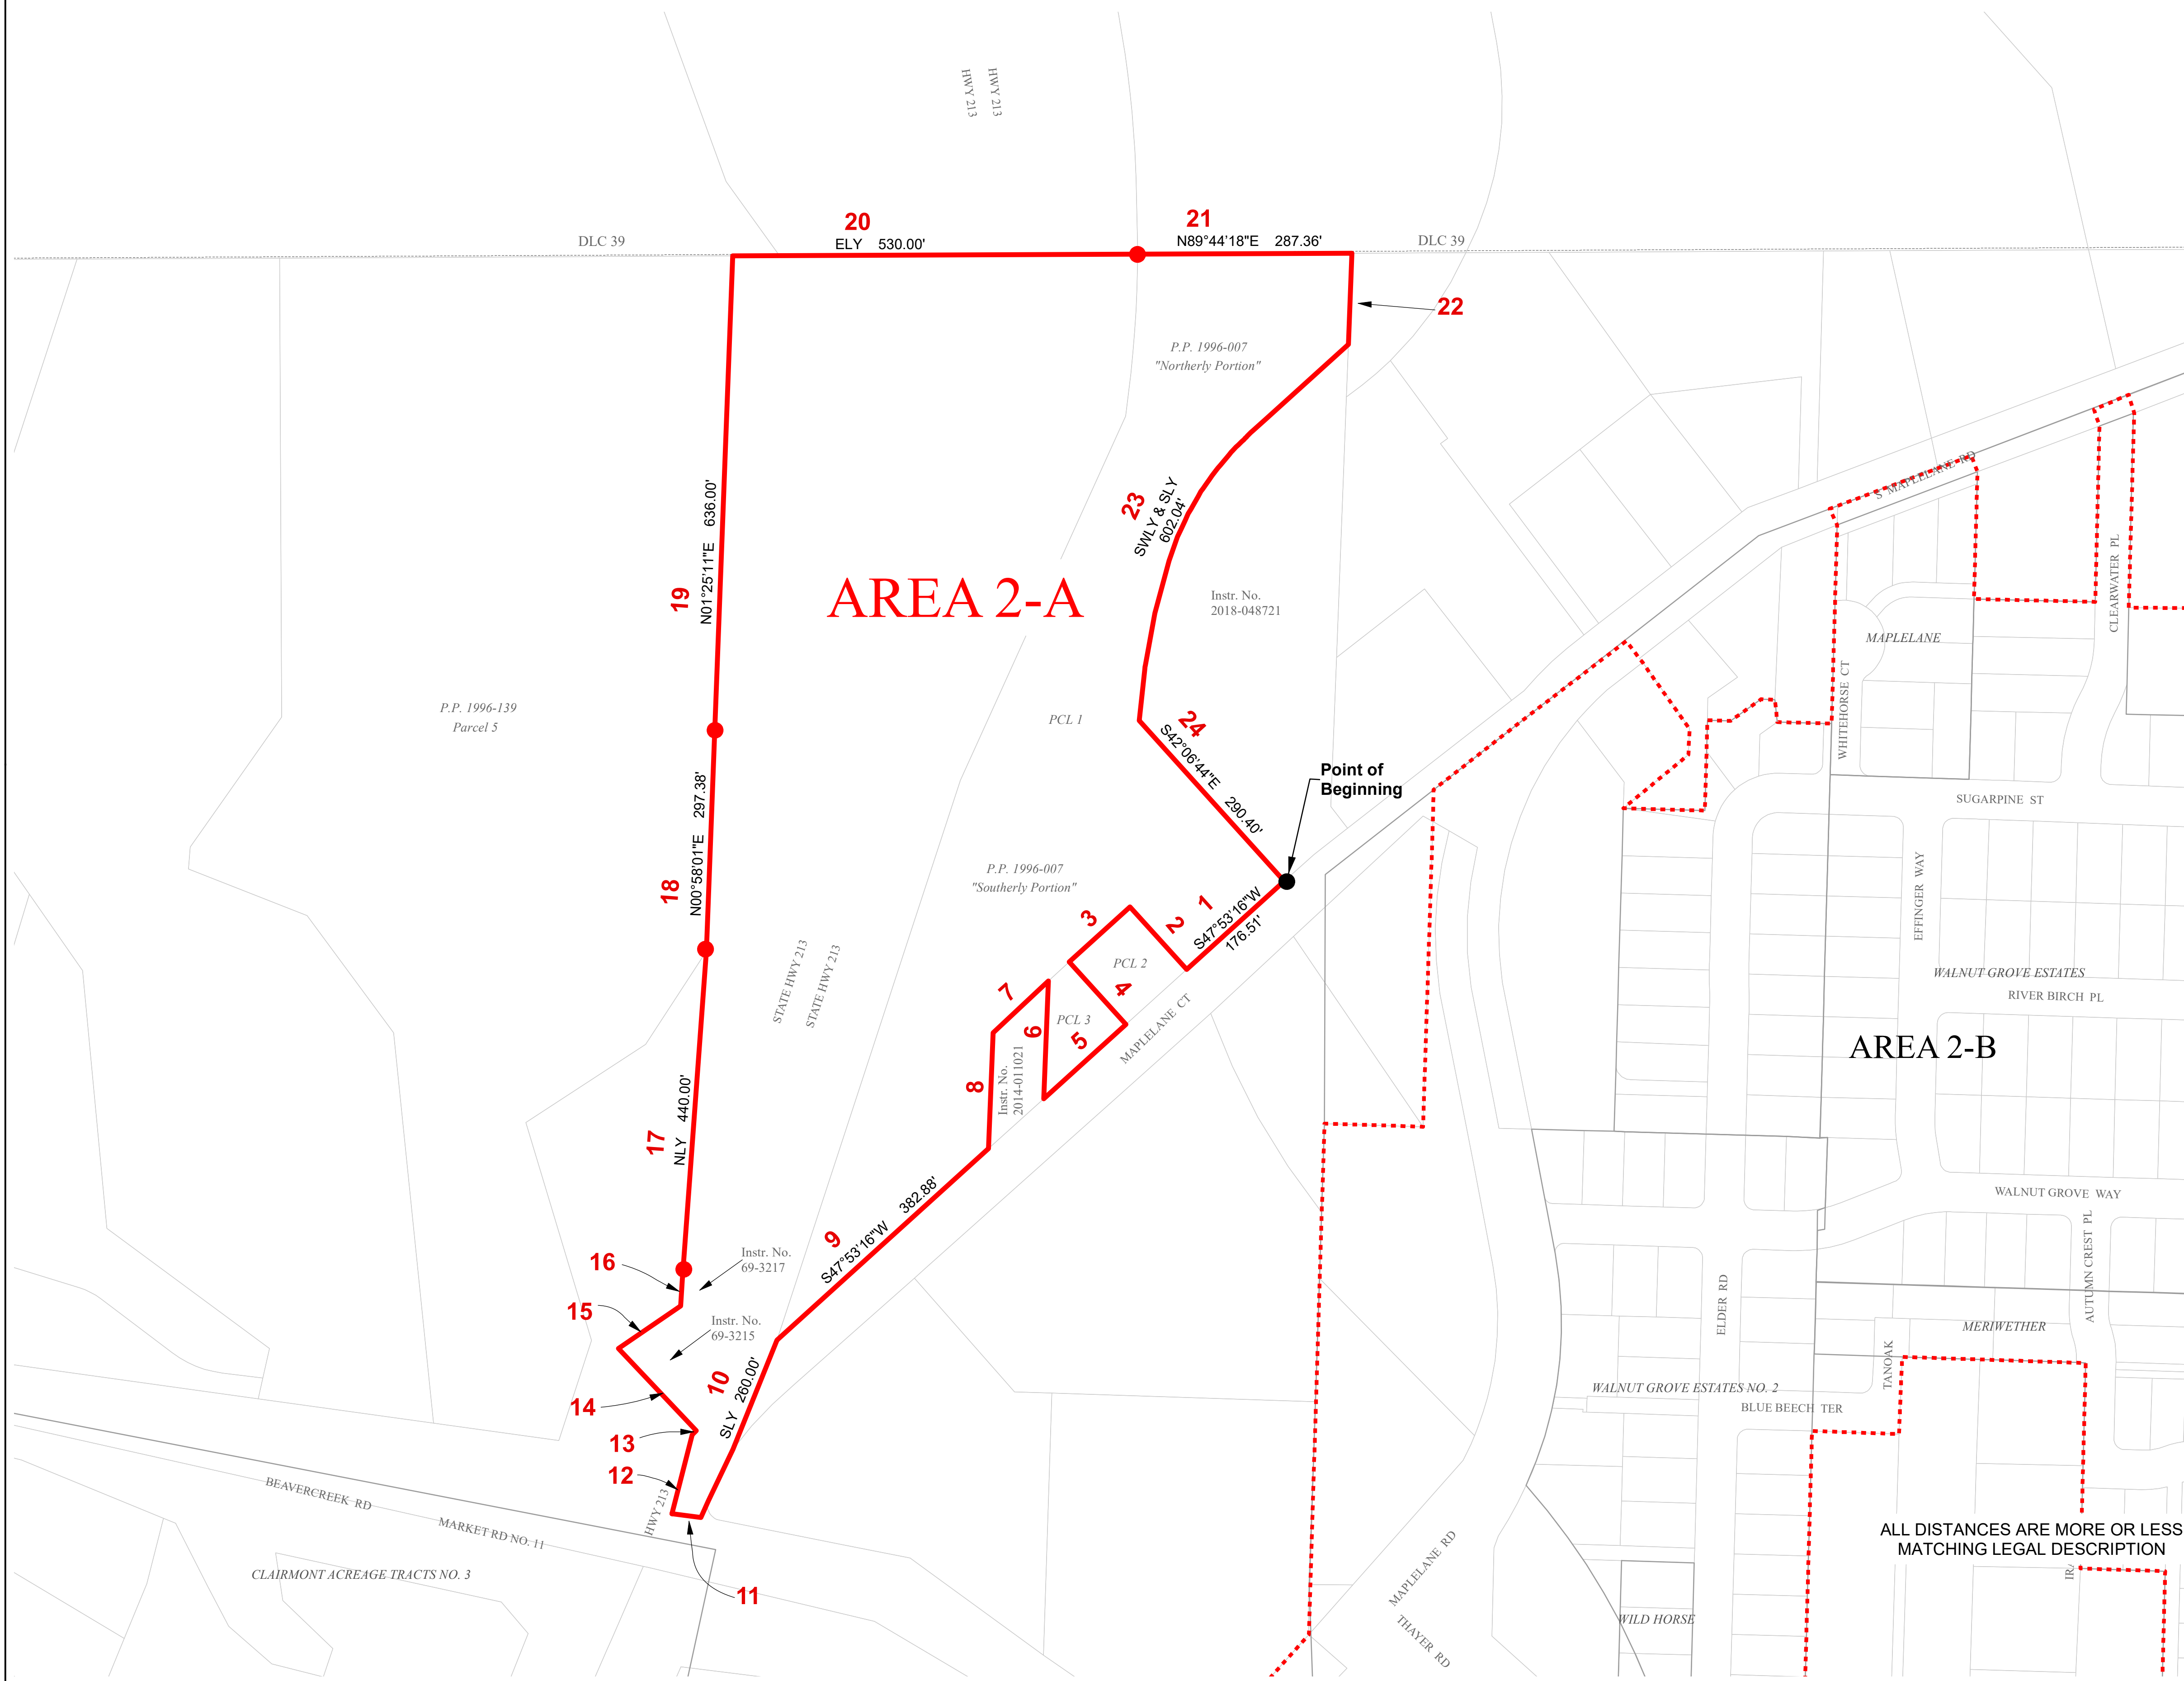 HWY 213
HWY 213
20
21
DLC 39
ELY 530.00'
N89°44'18"E 287.36'
DLC 39
22
P.P. 1996-007
"Northerly Portion"
S MAPLELANE RD
23
SWLY & SLY
602.04'
19
N01°25'11"E 636.00'
AREA 2-A
Instr. No.
2018-048721
CLEARWATER PL
MAPLELANE
WHITEHORSE CT
P.P. 1996-139
Parcel 5
PCL 1
24
S42°06'44"E 290.40'
Point of
Beginning
SUGARPINE ST
18
N00°58'01"E 297.38'
P.P. 1996-007
"Southerly Portion"
EFFINGER WAY
1
S47°53'16"W
176.51'
2
3
PCL 2
4
STATE HWY 213
STATE HWY 213
WALNUT GROVE ESTATES
RIVER BIRCH PL
7
6
PCL 3
5
MAPLELANE CT
AREA 2-B
8
Instr. No.
2014-011021
17
NLY 440.00'
WALNUT GROVE WAY
9
S47°53'16"W 382.88'
16
Instr. No.
69-3217
AUTUMN CREST PL
ELDER RD
15
Instr. No.
69-3215
MERIWETHER
TANOAK
10
SLY 260.00'
14
WALNUT GROVE ESTATES NO. 2
BLUE BEECH TER
13
12
HWY 213
BEAVERCREEK RD
MARKET RD NO. 11
ALL DISTANCES ARE MORE OR LESS
MATCHING LEGAL DESCRIPTION
CLAIRMONT ACREAGE TRACTS NO. 3
11
MAPLELANE RD
THAYER RD
WILD HORSE